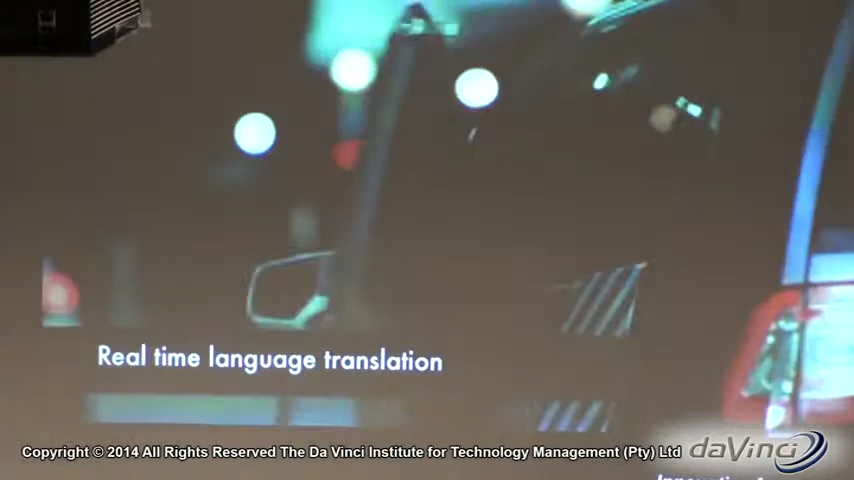 Real time language translation
Copyright © 2014 All Rights Reserved The Da Vinci Institute for Technology Management (Pty) Ltd
daVinci